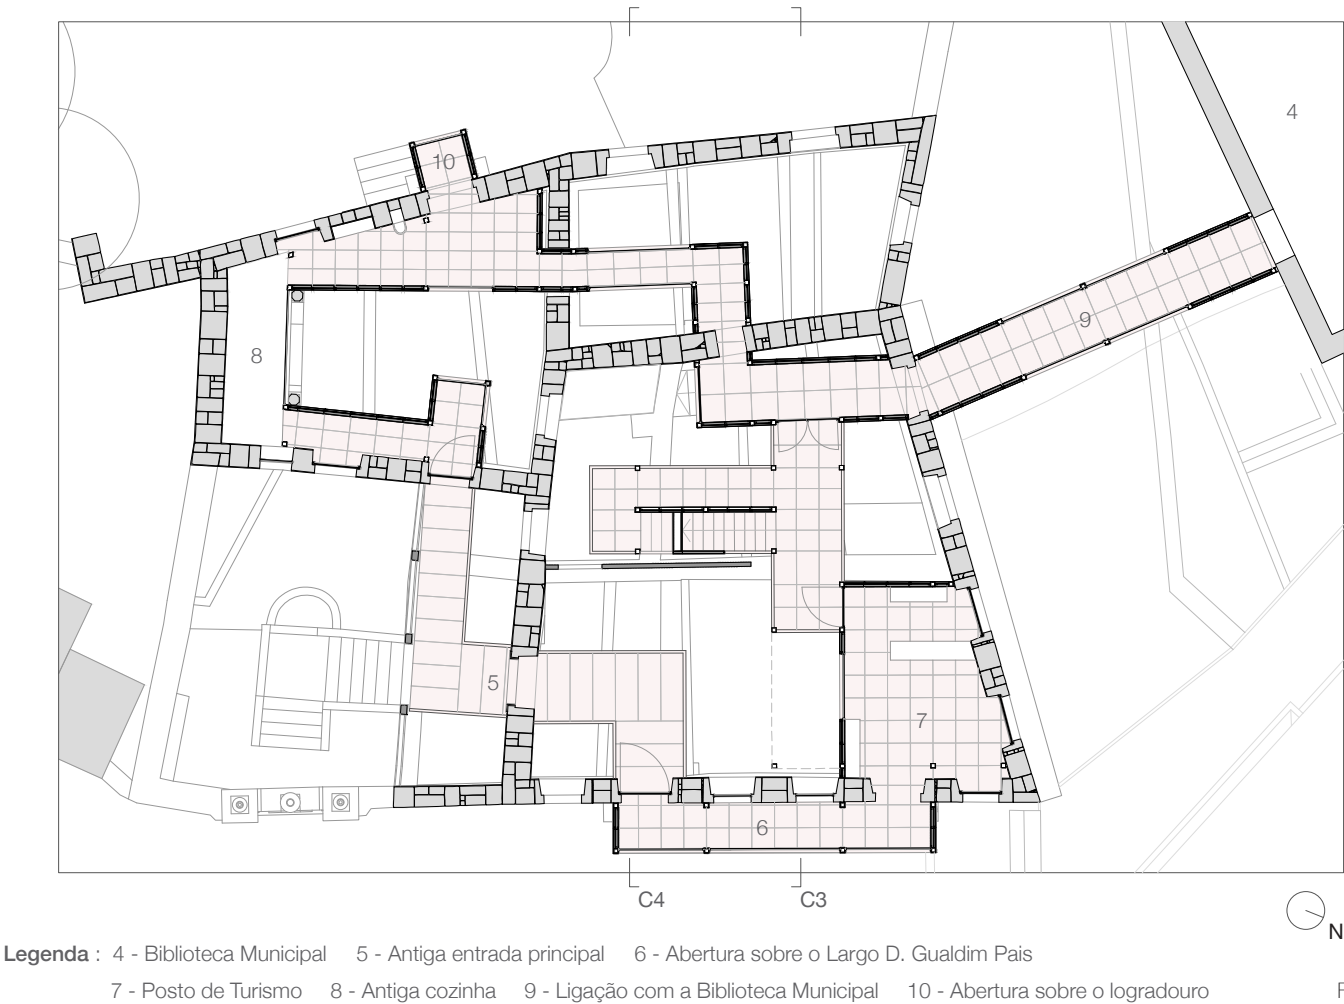 4
10
9
8
5
7
6
C4 C3
N
Legenda : 4 - Biblioteca Municipal 5 - Antiga entrada principal 6 - Abertura sobre o Largo D. Gualdim Pais
7 - Posto de Turismo 8 - Antiga cozinha 9 - Ligação com a Biblioteca Municipal 10 - Abertura sobre o logradouro